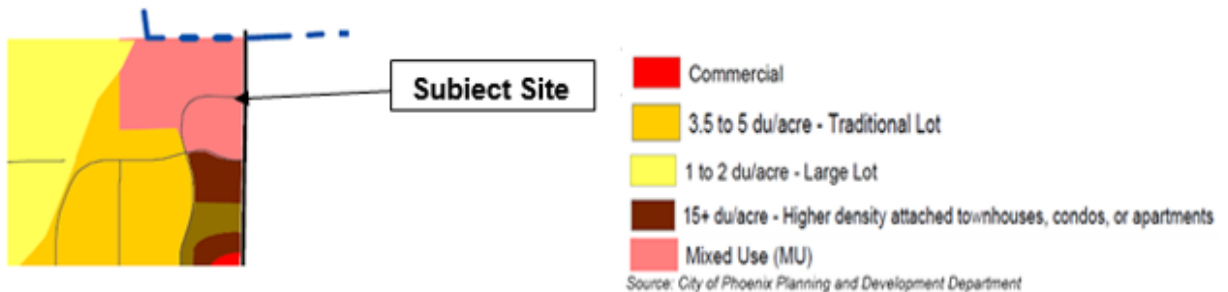 Subiect Site
Commercial
3.5 to 5 du/acre - Traditional Lot
1 to 2 du/acre - Large Lot
15+ du/acre - Higher density attached townhouses, condos, or apartments
Mixed Use (MU)
Source: City of Phoenix Planning and Development Department